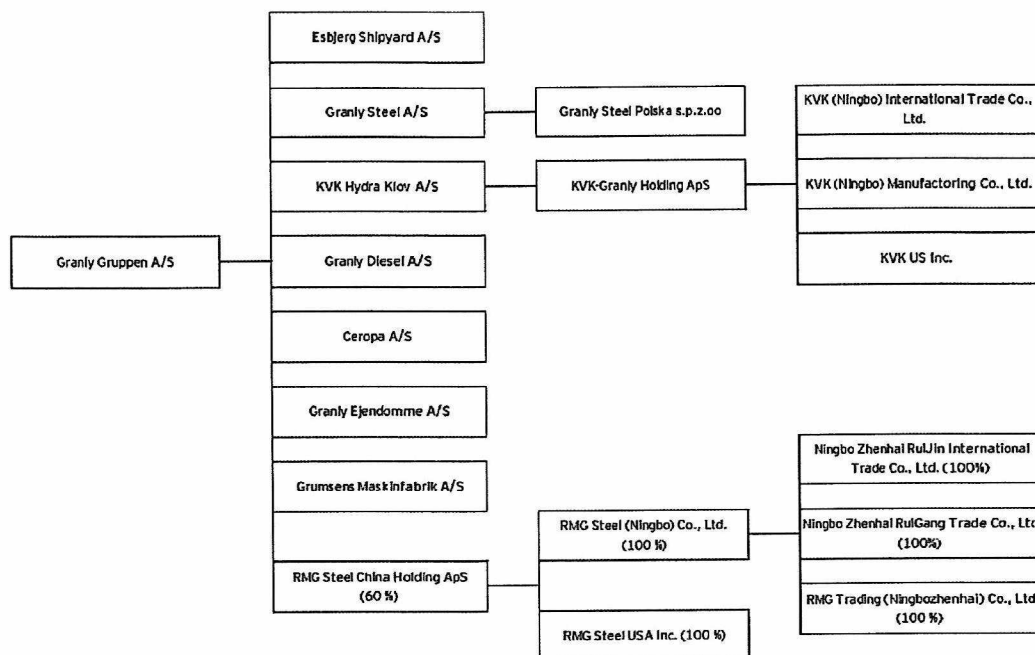 Esbjerg Shipyard A/S
Granly Steel A/S
Granly Steel Polska s.p.z.oo
KVK (Ningbo) International Trade Co.,
Ltd.
KVK Hydra Klov A/S
KVK-Granly Holding ApS
KVK (Ningbo) Manufactoring Co., Ltd.
Granly Gruppen A/S
Granly Diesel A/S
KVK US Inc.
Ceropa A/S
Granly Ejendomme A/S
Grumsens Maskinfabrik A/S
Ningbo Zhenhai RuiJin International
Trade Co., Ltd. (100%)
RMG Steel (Ningbo) Co., Ltd.
(100 %)
Ningbo Zhenhai RuiGang Trade Co., Ltd
(100%)
RMG Steel China Holding ApS
(60 %)
RMG Trading (Ningbozhenhai) Co., Ltd
(100 %)
RMG Steel USA Inc. (100 %)